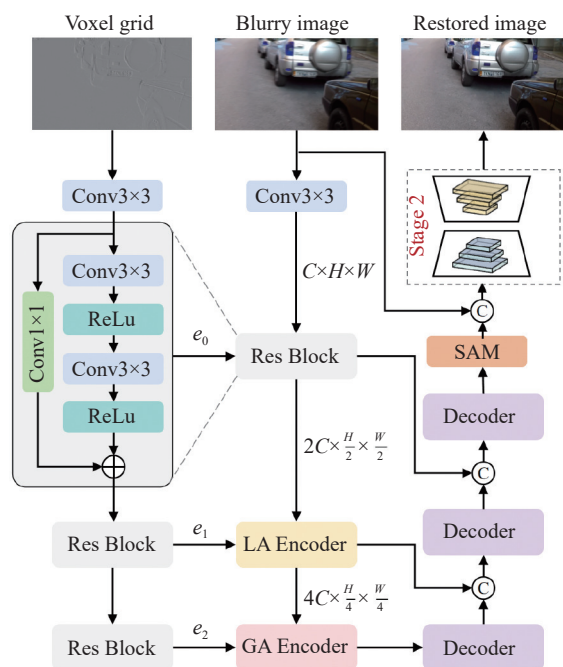 Voxel grid
Blurry image
Restored image
Conv3×3
Conv3×3
Stage 2
Conv3×3
C×H×W
Conv1×1
ReLu
C
Conv3×3
e₀
Res Block
SAM
ReLu
Decoder
2C × H/2 × W/2
C
Res Block
e₁
LA Encoder
Decoder
4C × H/4 × W/4
C
Res Block
e₂
GA Encoder
Decoder